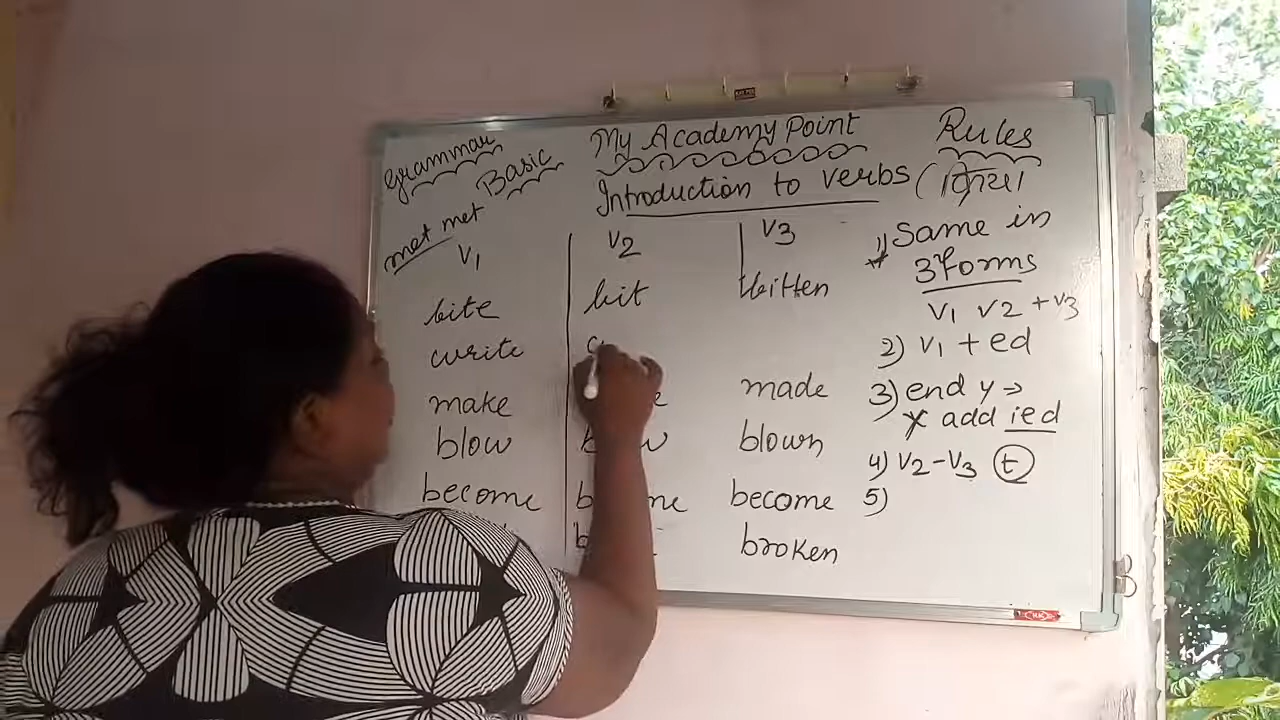 Grammar
Basic
My Academy Point
Rules
Introduction to verbs (क्रिया)
met met
V1 V2 V3
bite bit bitten
write
make made
blow blown
become become
broken
1) Same in
3 forms
V1 V2 + V3
2) V1 + ed
3) end y →
X add ied
4) V2 - V3 t
5)